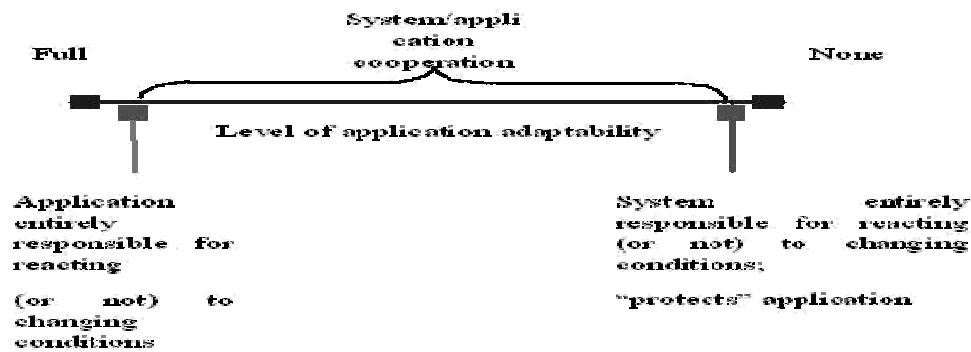 System/appli
cation
cooperation
Full
None
Level of application adaptability
Application
entirely
responsible for
reacting
(or not) to
changing
conditions
System entirely
responsible for reacting
(or not) to changing
conditions;
"protects" application